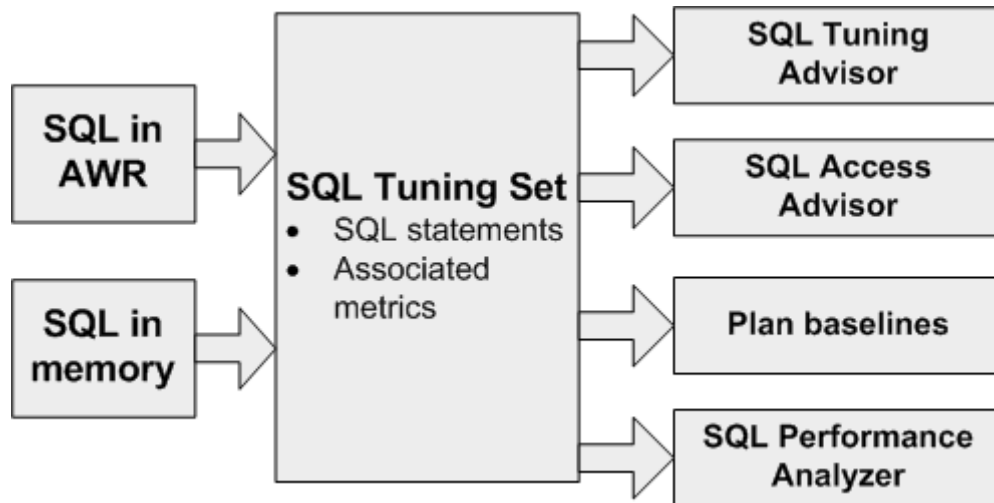 SQL in
AWR
SQL in
memory
SQL Tuning Set
• SQL statements
• Associated
metrics
SQL Tuning
Advisor
SQL Access
Advisor
Plan baselines
SQL Performance
Analyzer